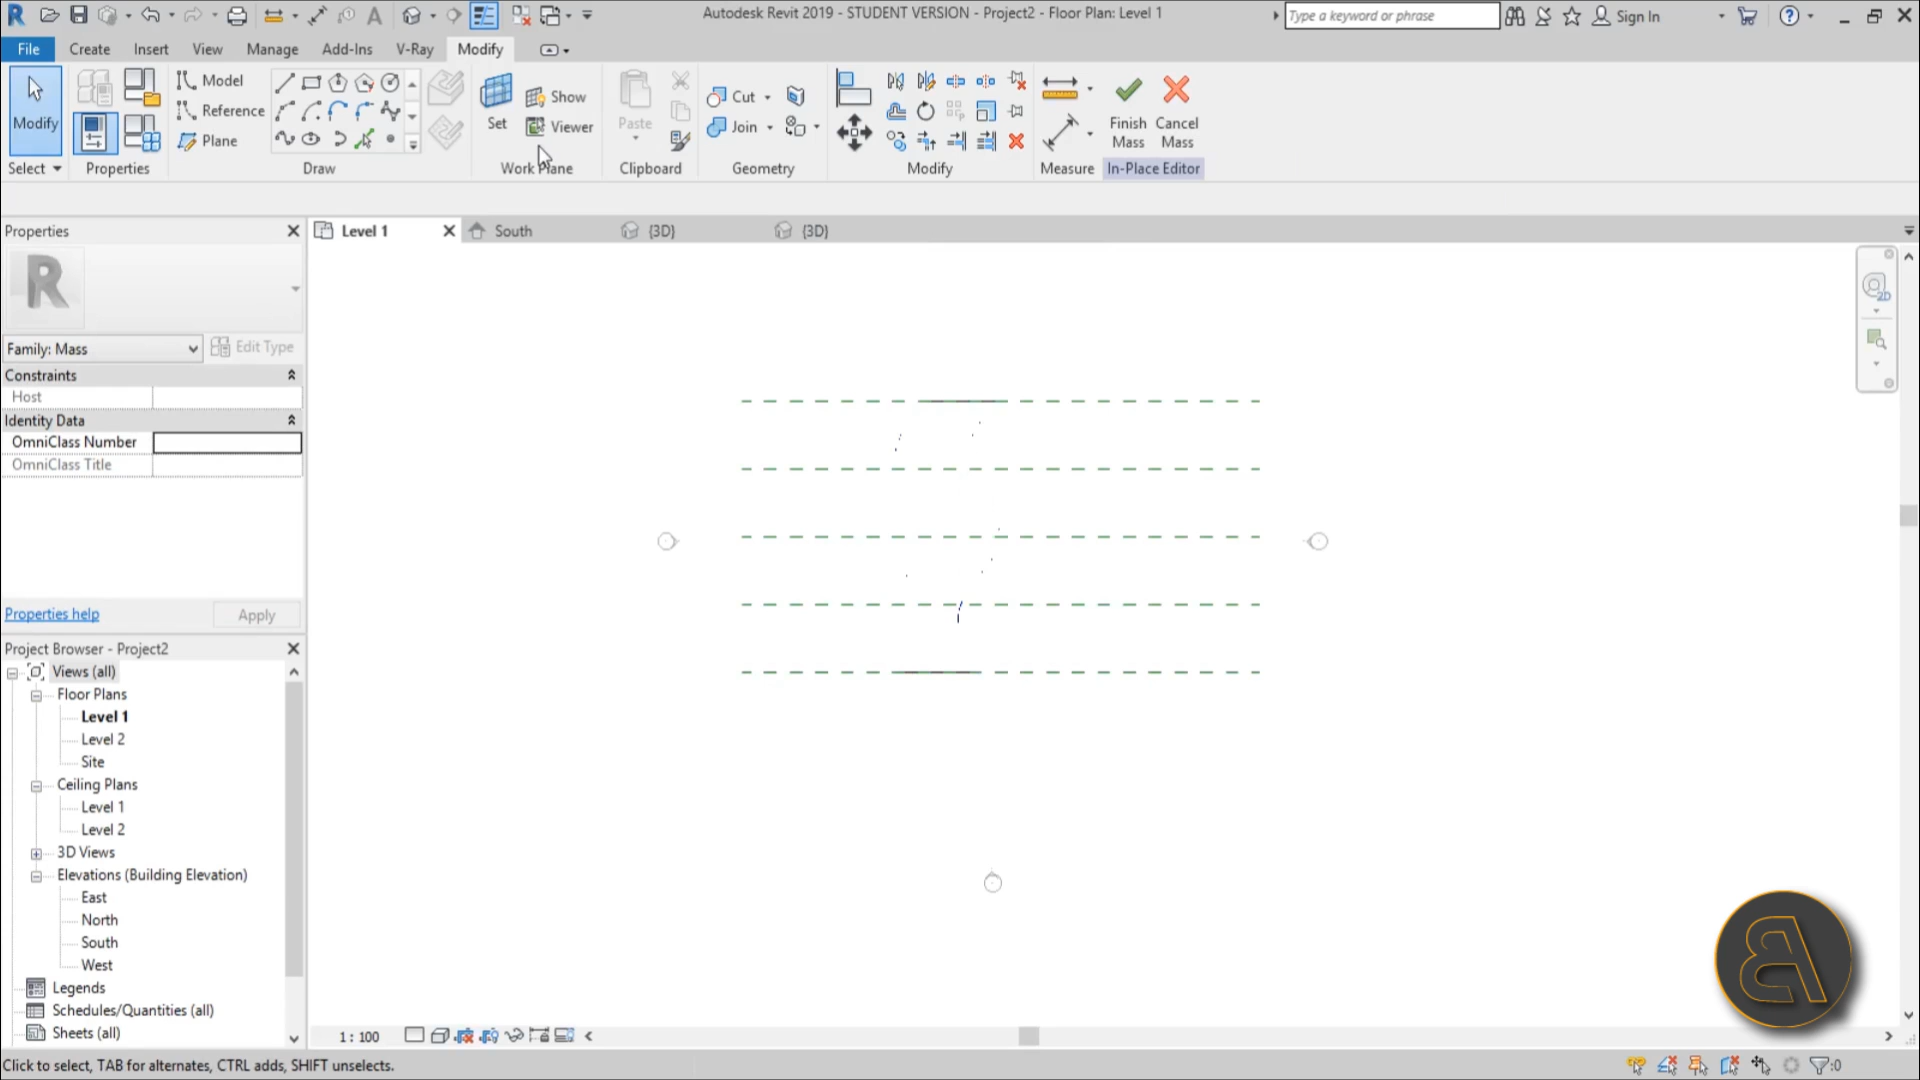 Autodesk Revit 2019 - STUDENT VERSION - Project2 - Floor Plan: Level 1
Type a keyword or phrase
Sign In
File
Create
Insert
View
Manage
Add-Ins
V-Ray
Modify
Modify
Model
Reference
Plane
Set
Show
Viewer
Paste
Cut
Join
Finish Mass
Cancel Mass
Select
Properties
Draw
Work Plane
Clipboard
Geometry
Modify
Measure
In-Place Editor
Properties
Level 1
South
{3D}
{3D}
2D
R
Family: Mass
Edit Type
Constraints
Host
Identity Data
OmniClass Number
OmniClass Title
Properties help
Apply
Project Browser - Project2
Views (all)
Floor Plans
Level 1
Level 2
Site
Ceiling Plans
Level 1
Level 2
3D Views
Elevations (Building Elevation)
East
North
South
West
Legends
Schedules/Quantities (all)
Sheets (all)
1 : 100
Click to select, TAB for alternates, CTRL adds, SHIFT unselects.
:0